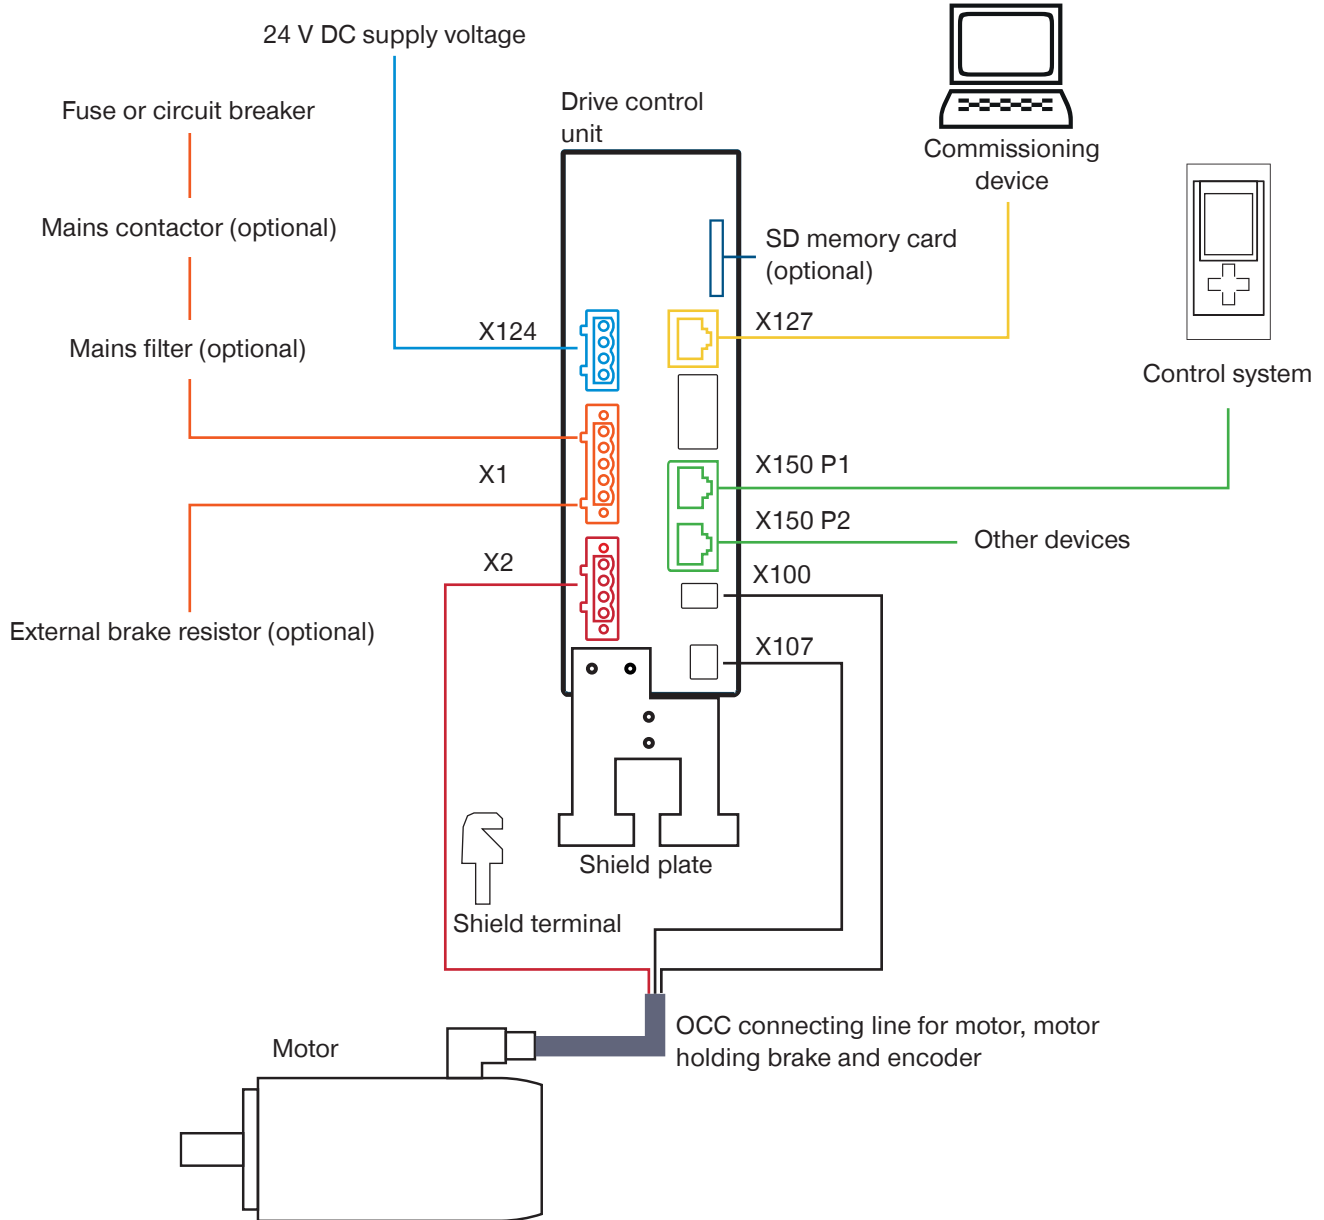 24 V DC supply voltage
Fuse or circuit breaker
Drive control
unit
Commissioning
device
Mains contactor (optional)
SD memory card
(optional)
X124
X127
Mains filter (optional)
Control system
X1
X150 P1
X150 P2
Other devices
X2
X100
External brake resistor (optional)
X107
Shield plate
Shield terminal
OCC connecting line for motor, motor
holding brake and encoder
Motor